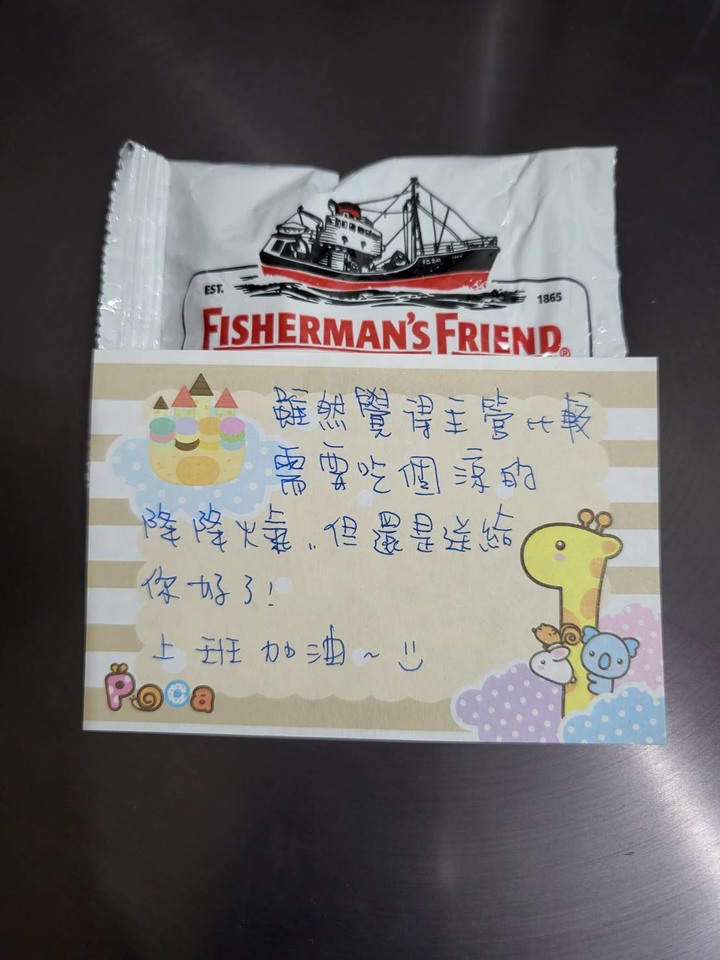 EST.
1865
FISHERMAN'S FRIEND®
雖然覺得主管比較
需要吃個涼的
降降火氣..但還是送給
你好了!
上班加油~
Poca